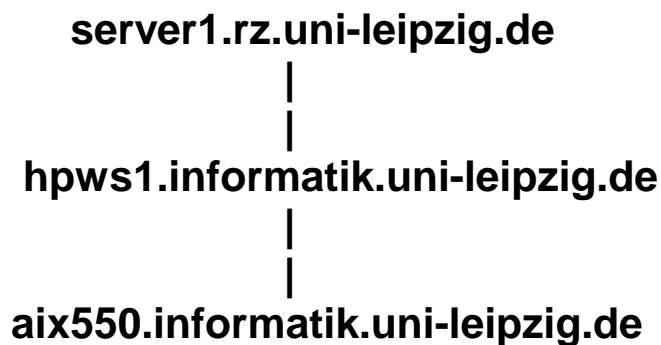 server1.rz.uni-leipzig.de
|
|
hpws1.informatik.uni-leipzig.de
|
|
aix550.informatik.uni-leipzig.de